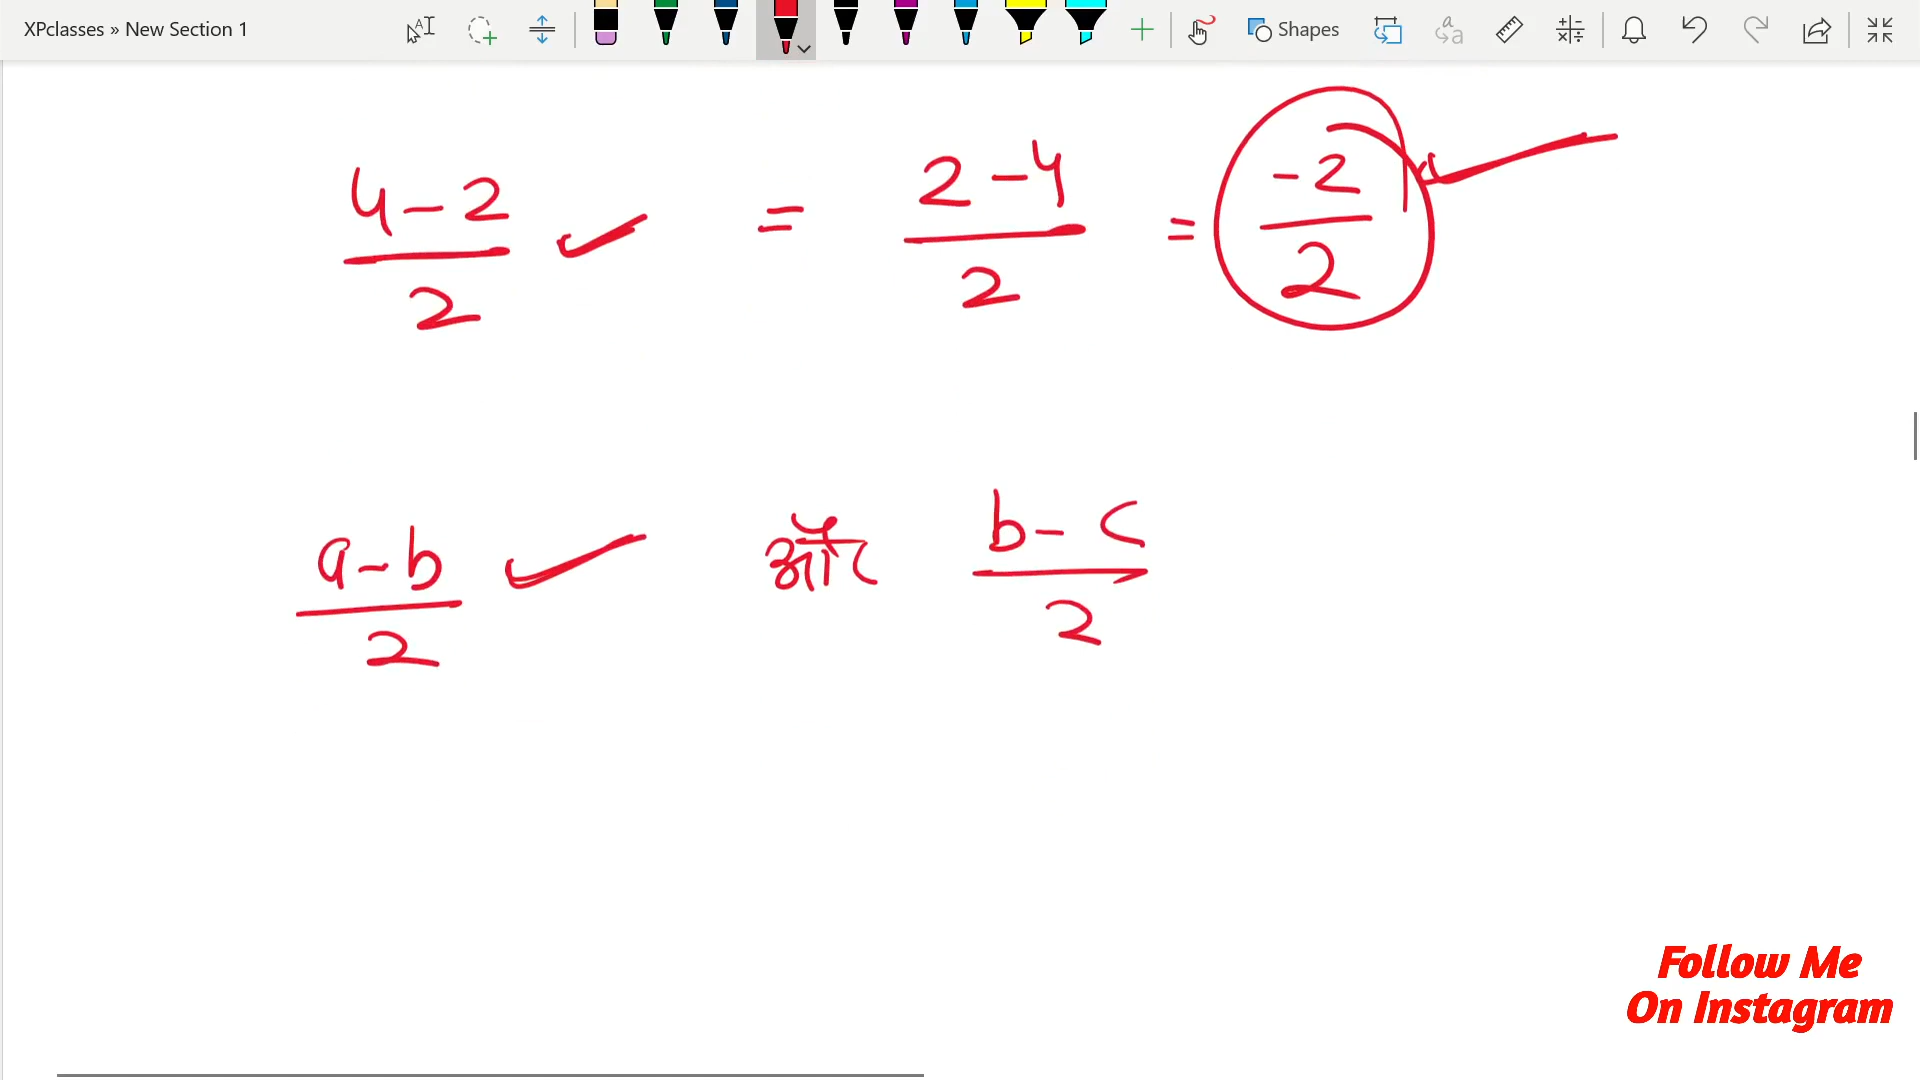 XPclasses » New Section 1
Shapes
4-2/2 = 2-4/2 = -2/2
a-b/2 और b-c/2
Follow Me
On Instagram